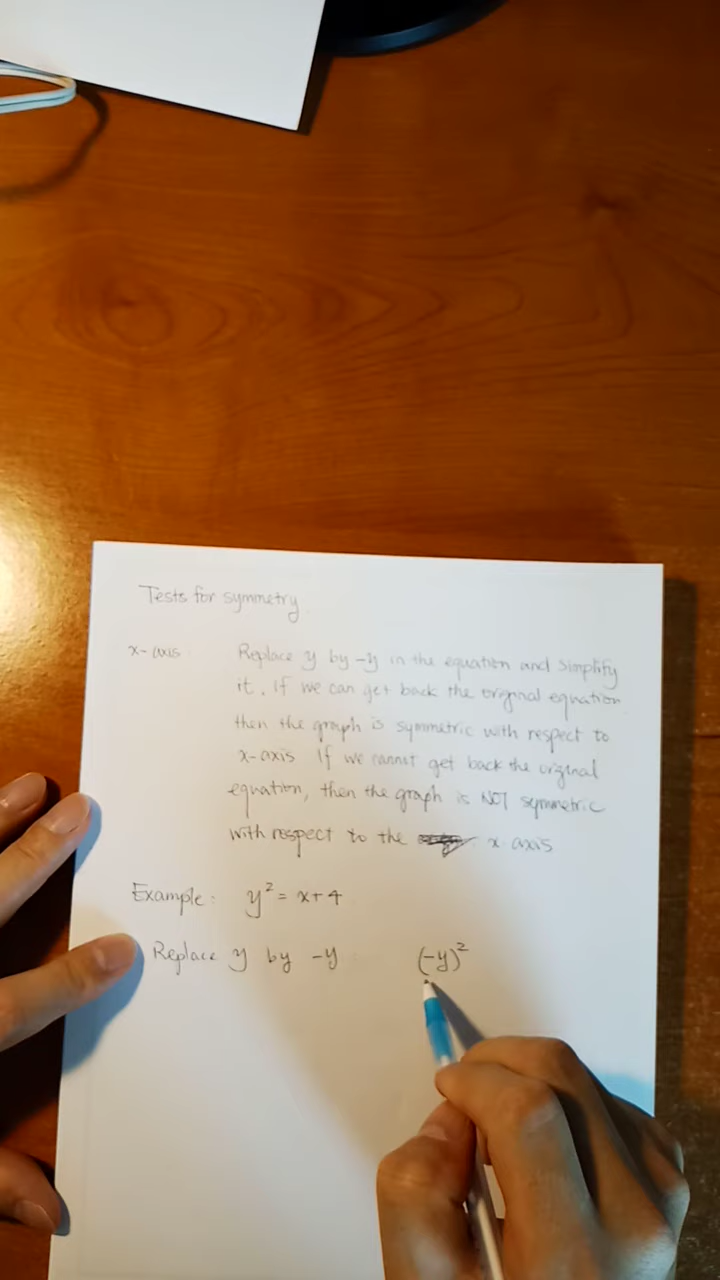 Tests for symmetry
x-axis Replace y by -y in the equation and simplify
it. If we can get back the original equation
then the graph is symmetric with respect to
x-axis If we cannot get back the original
equation, then the graph is NOT symmetric
with respect to the x-axis
Example: y² = x+4
Replace y by -y (-y)²